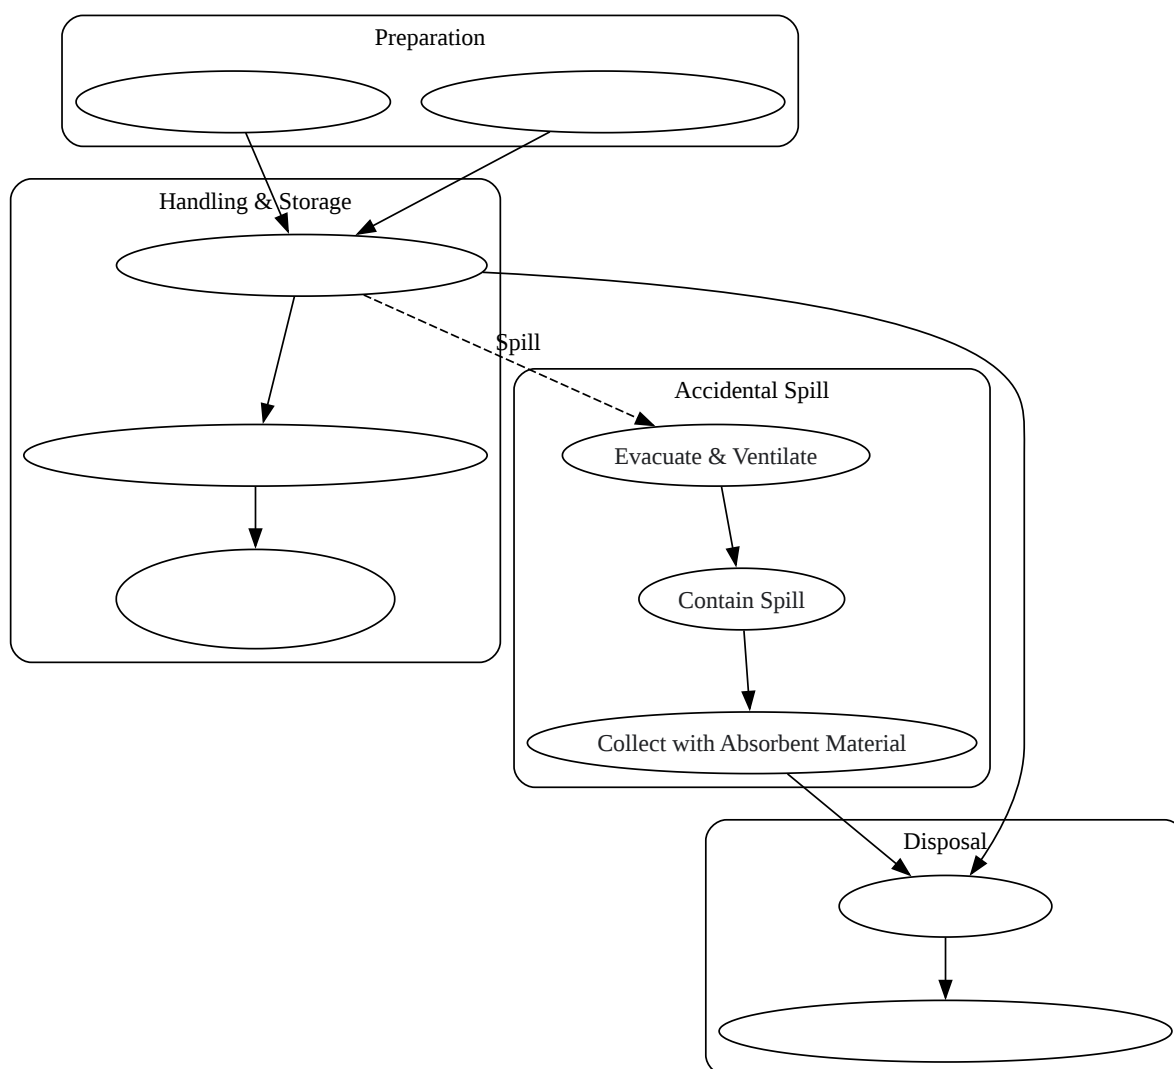 Preparation
Handling & Storage
Spill
Accidental Spill
Evacuate & Ventilate
Contain Spill
Collect with Absorbent Material
Disposal